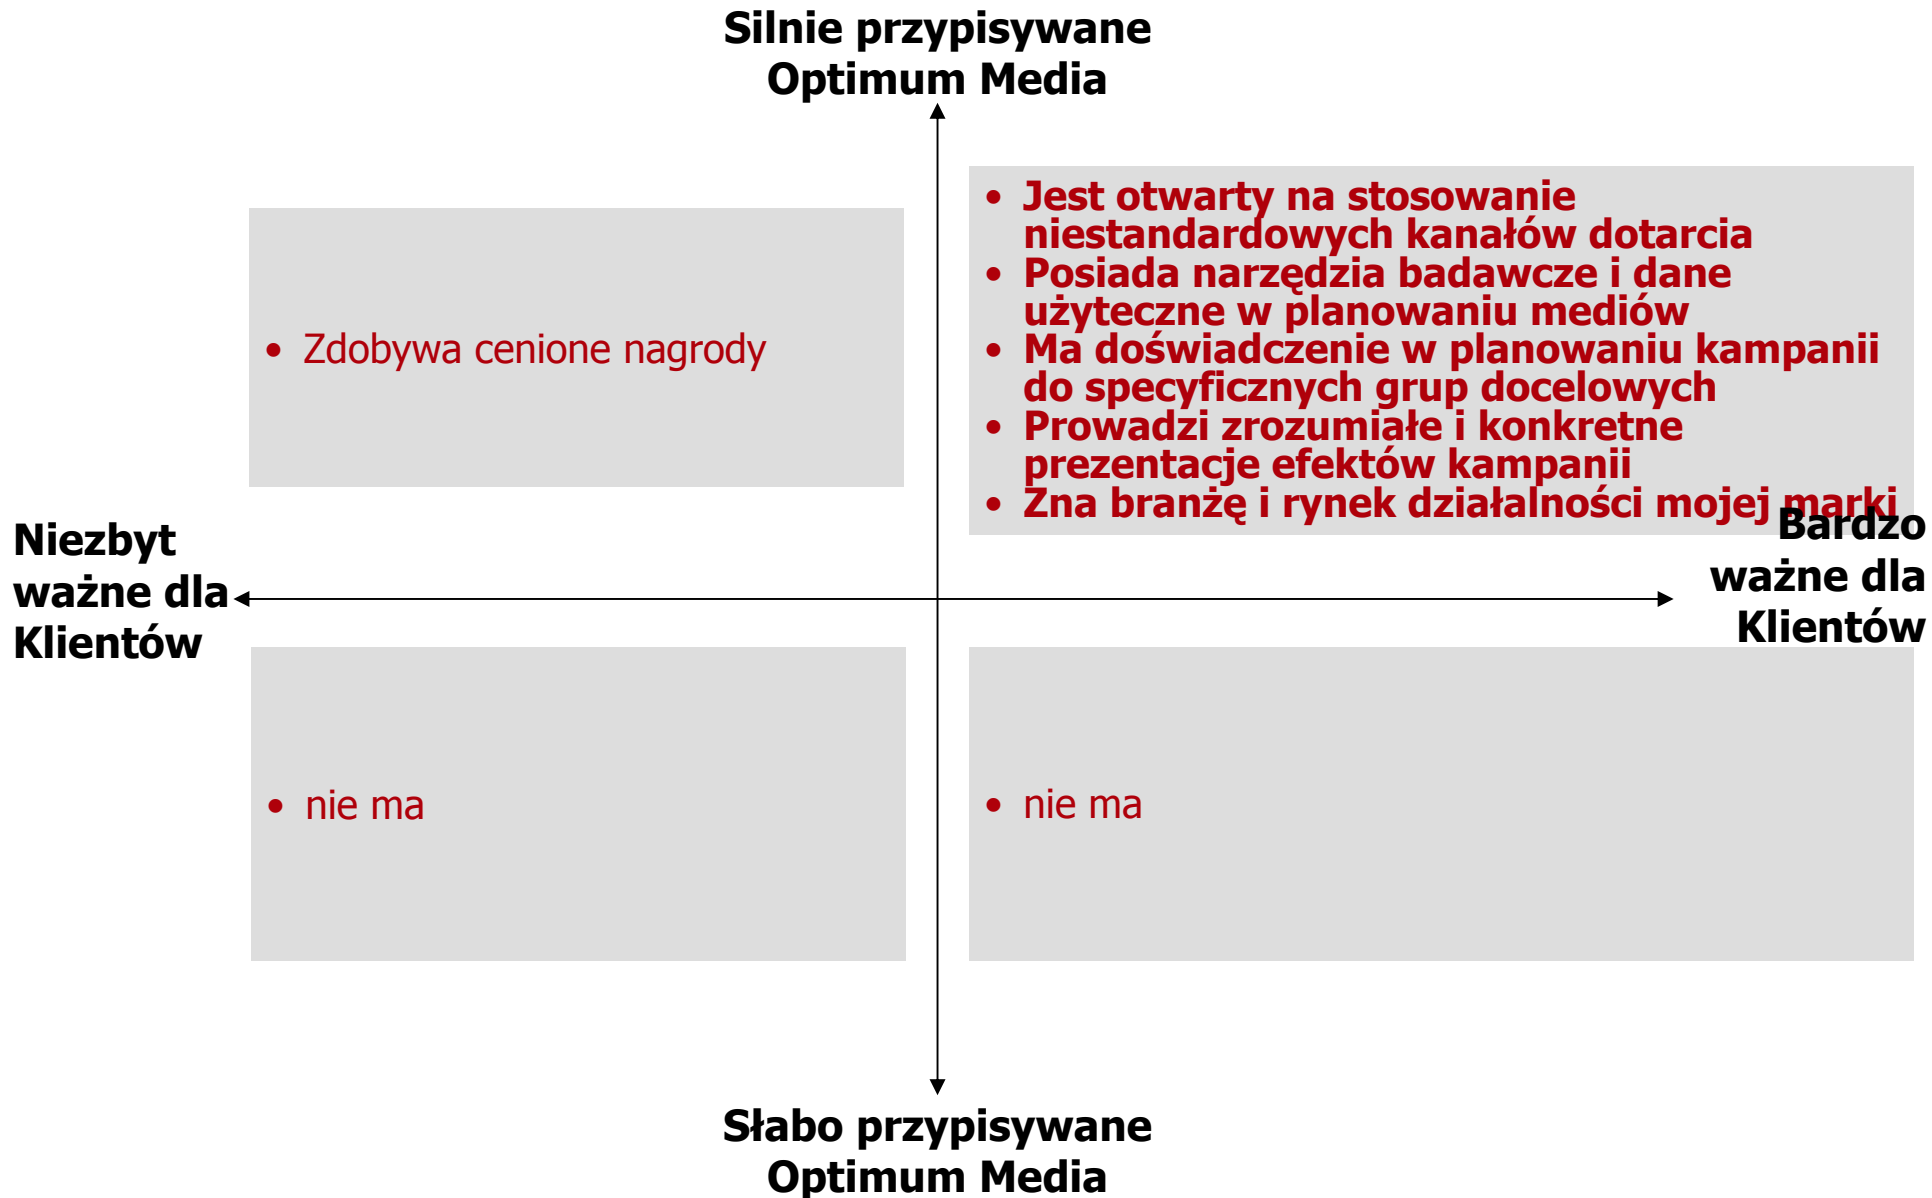 Silnie przypisywane
Optimum Media
• Jest otwarty na stosowanie
niestandardowych kanałów dotarcia
• Posiada narzędzia badawcze i dane
użyteczne w planowaniu mediów
• Ma doświadczenie w planowaniu kampanii
do specyficznych grup docelowych
• Prowadzi zrozumiałe i konkretne
prezentacje efektów kampanii
• Zna branżę i rynek działalności mojej marki
• Zdobywa cenione nagrody
Niezbyt
ważne dla
Klientów
Bardzo
ważne dla
Klientów
• nie ma
• nie ma
Słabo przypisywane
Optimum Media